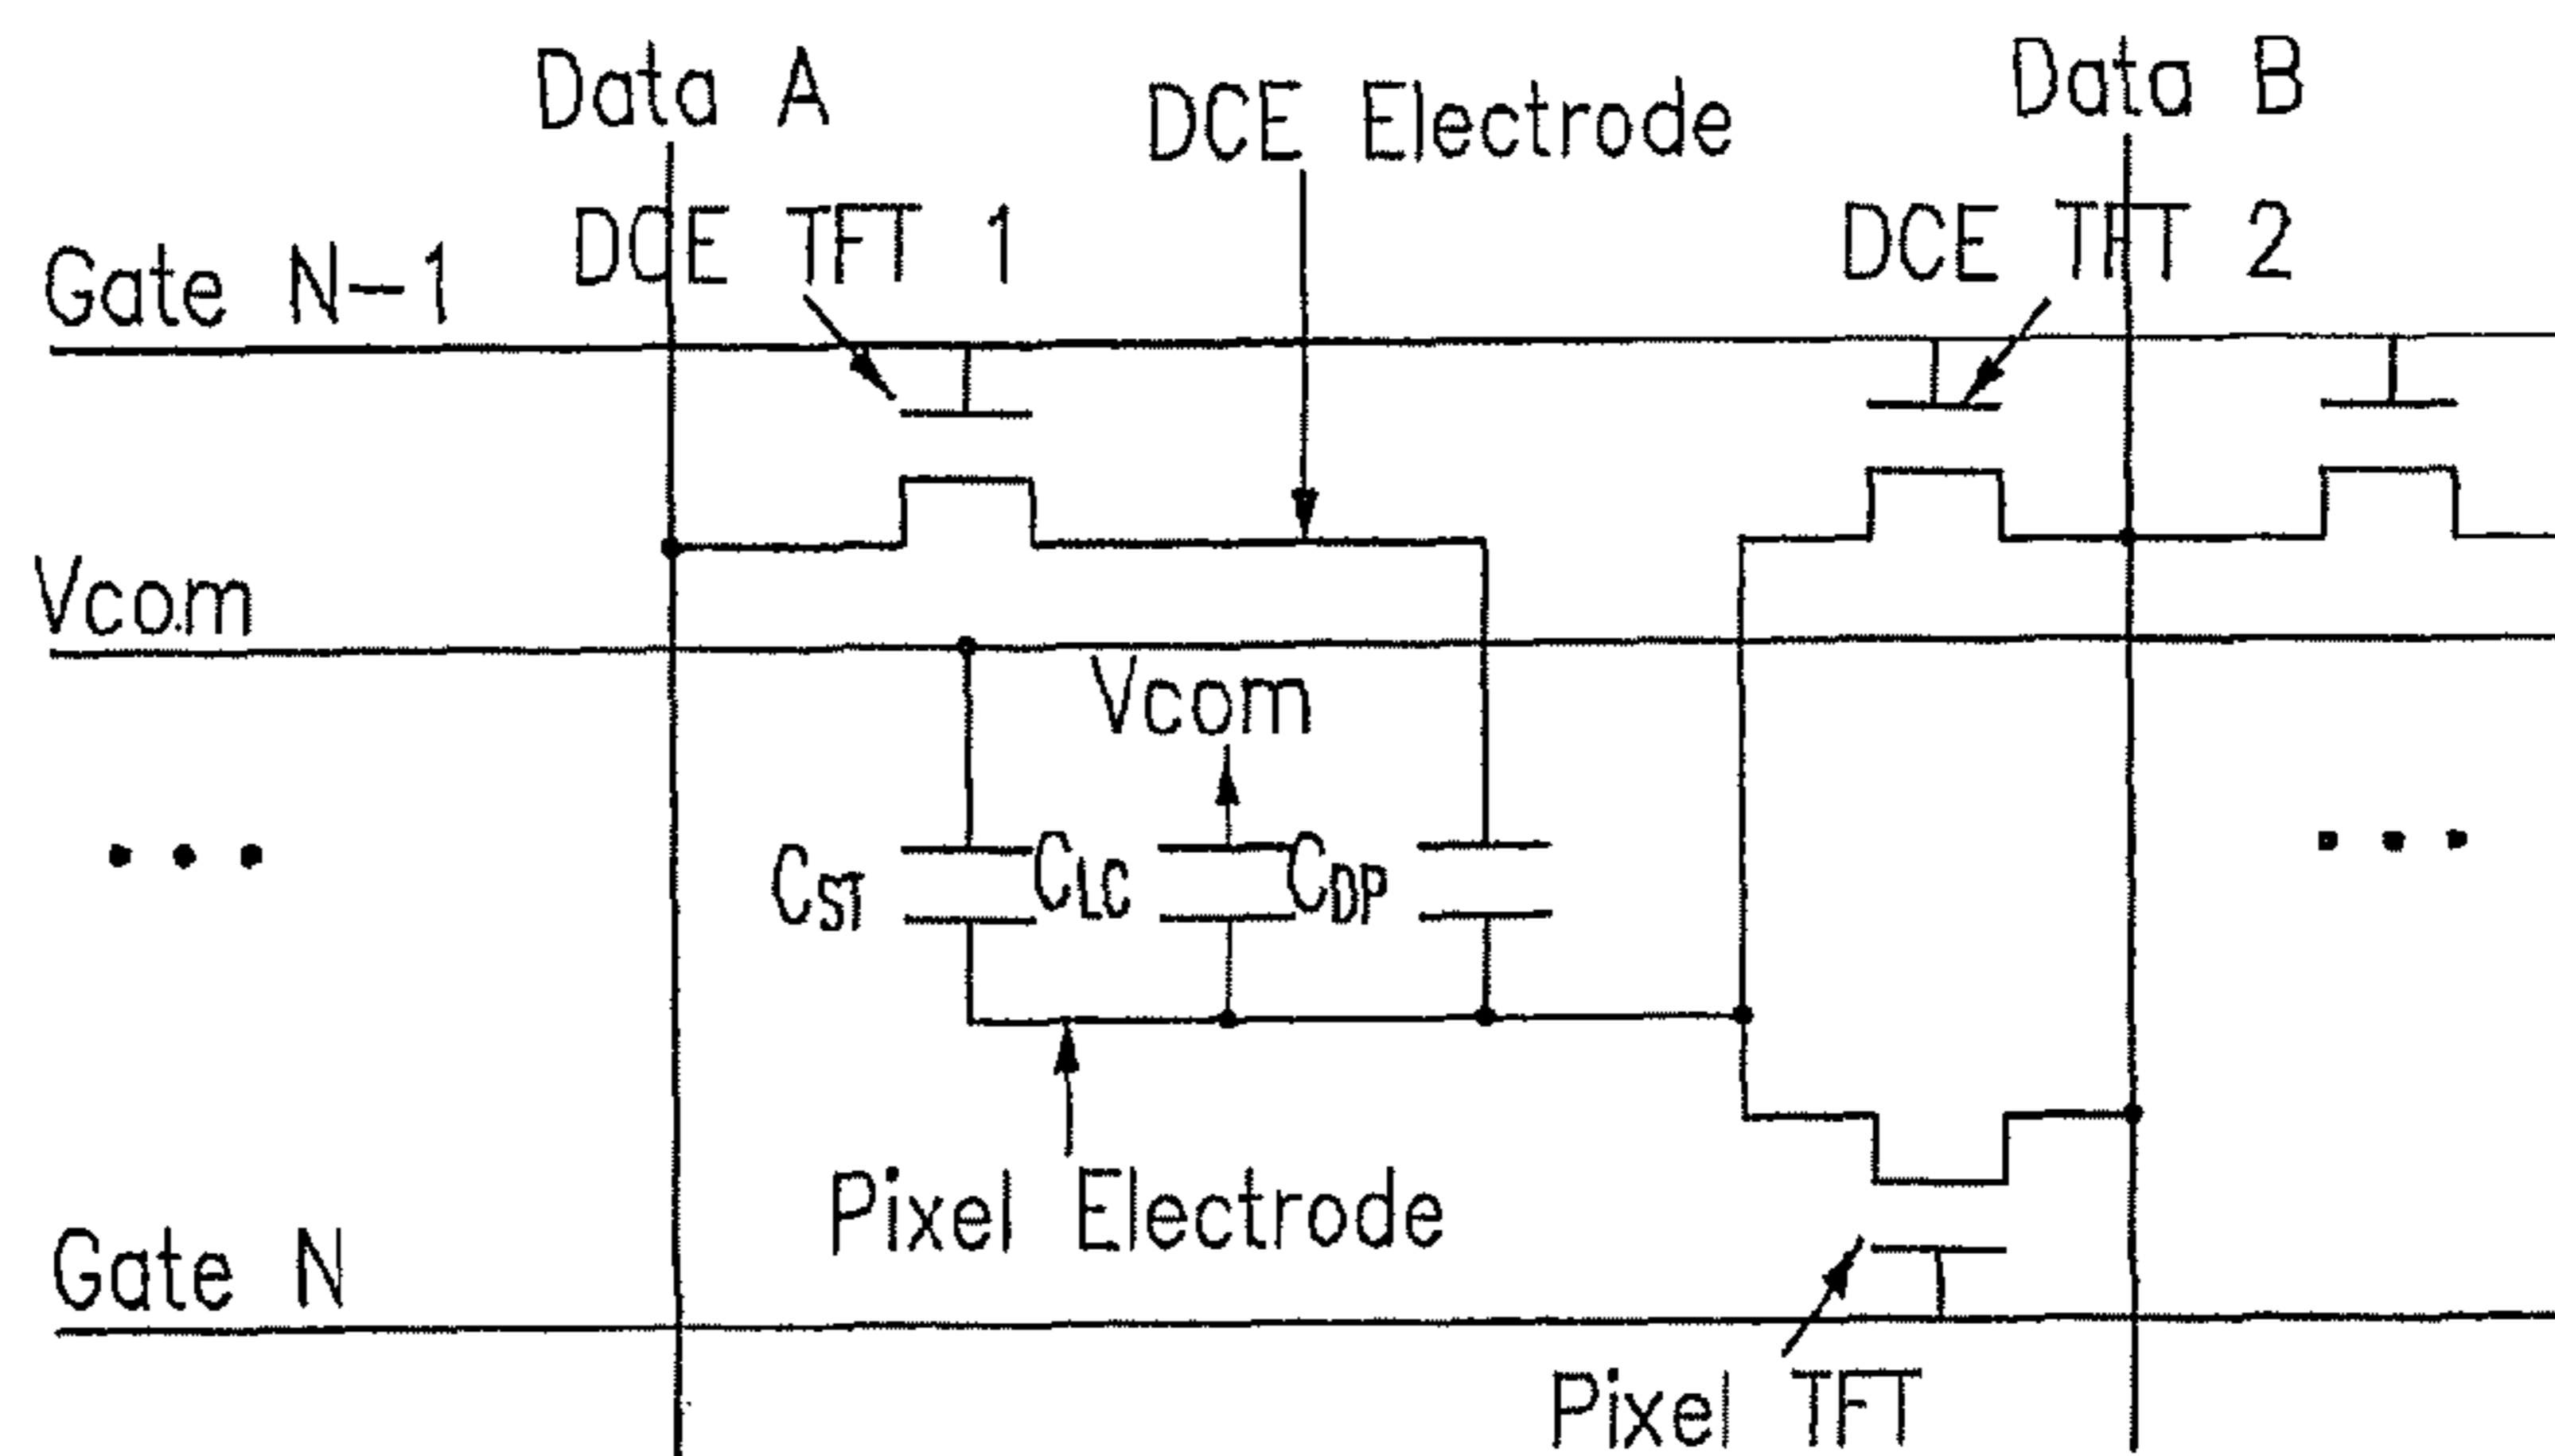 Data A
DCE Electrode
Data B
DCE TFT 1
DCE TFT 2
Gate N-1
Vcom
Vcom
CST
CLC
CDP
Pixel Electrode
Gate N
Pixel TFT